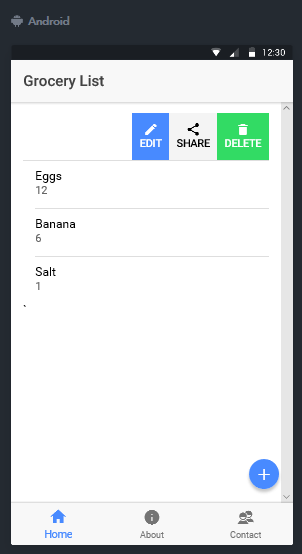 Android
12:30
Grocery List
EDIT SHARE DELETE
Eggs
12
Banana
6
Salt
1
`
Home About Contact